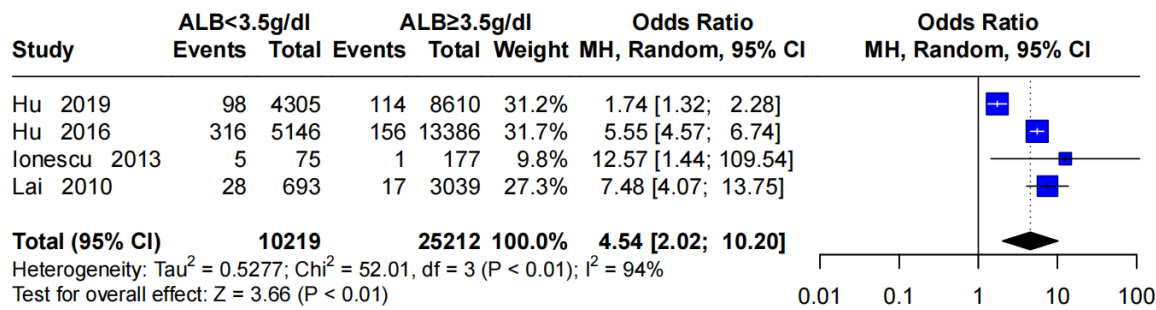 ALB<3.5g/dl ALB≥3.5g/dl Odds Ratio Odds Ratio
Study Events Total Events Total Weight MH, Random, 95% CI MH, Random, 95% CI
Hu 2019 98 4305 114 8610 31.2% 1.74 [1.32; 2.28]
Hu 2016 316 5146 156 13386 31.7% 5.55 [4.57; 6.74]
Ionescu 2013 5 75 1 177 9.8% 12.57 [1.44; 109.54]
Lai 2010 28 693 17 3039 27.3% 7.48 [4.07; 13.75]
Total (95% CI) 10219 25212 100.0% 4.54 [2.02; 10.20]
Heterogeneity: Tau² = 0.5277; Chi² = 52.01, df = 3 (P < 0.01); I² = 94%
Test for overall effect: Z = 3.66 (P < 0.01)
0.01 0.1 1 10 100